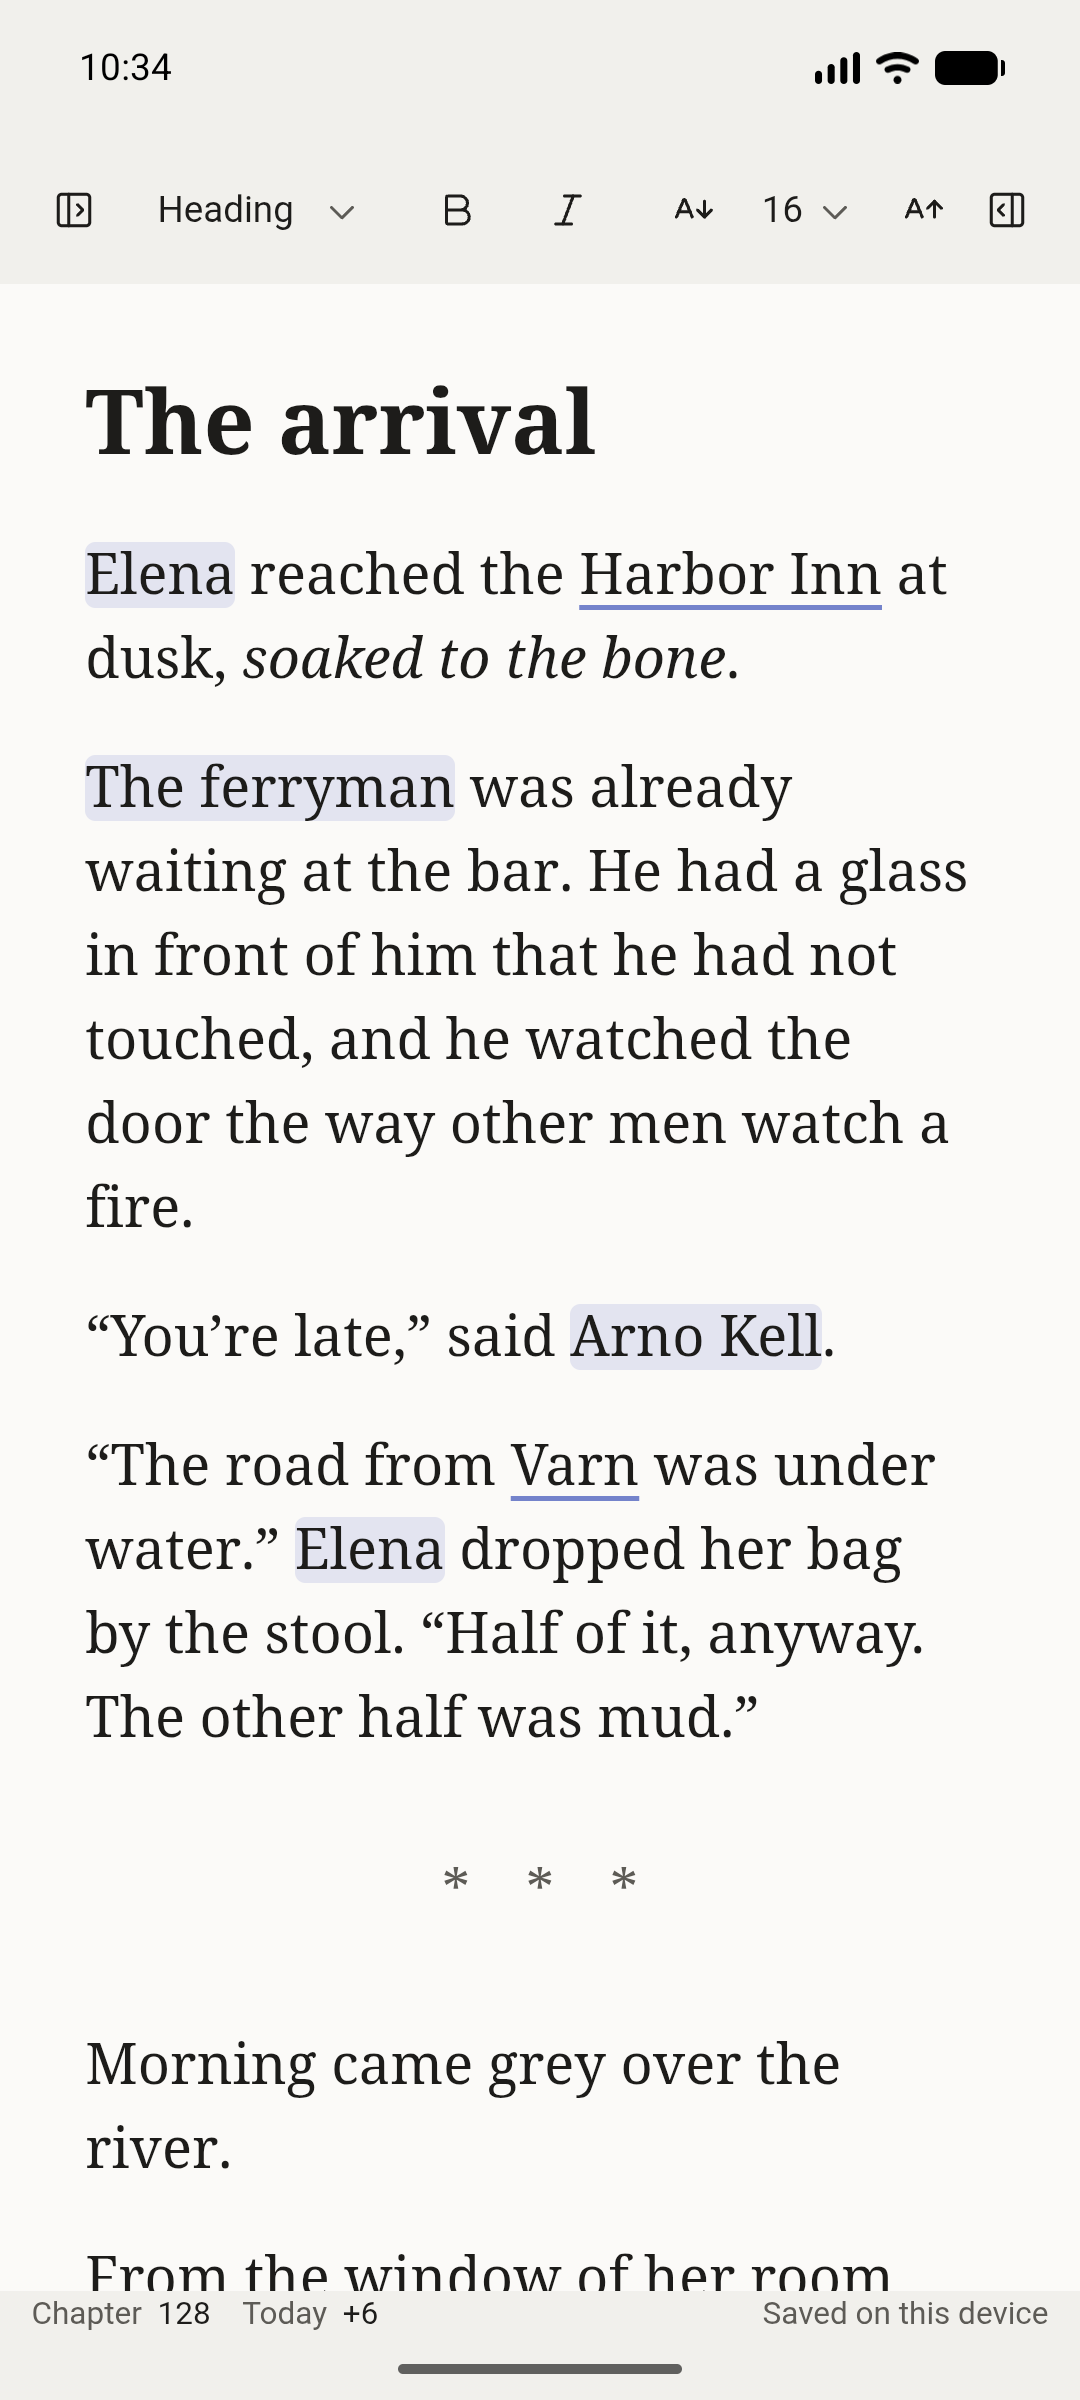 10:34
Heading B I A↓ 16 A↑
The arrival
Elena reached the Harbor Inn at
dusk, soaked to the bone.
The ferryman was already
waiting at the bar. He had a glass
in front of him that he had not
touched, and he watched the
door the way other men watch a
fire.
“You’re late,” said Arno Kell.
“The road from Varn was under
water.” Elena dropped her bag
by the stool. “Half of it, anyway.
The other half was mud.”
* * *
Morning came grey over the
river.
From the window of her room
Chapter 128 Today +6 Saved on this device